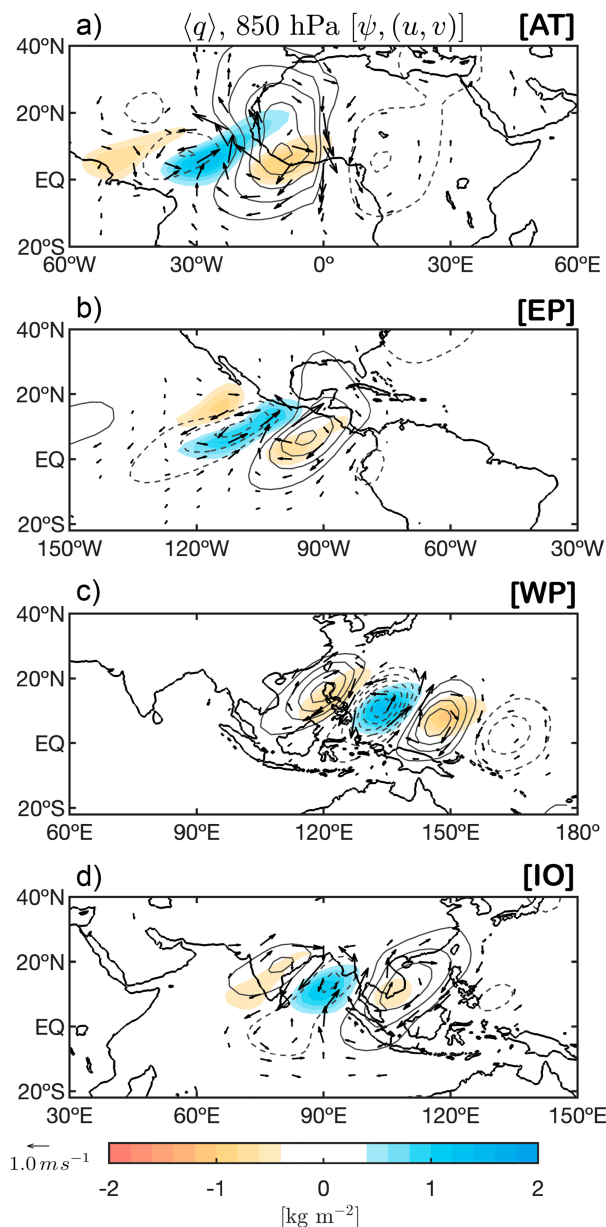 a) ⟨q⟩, 850 hPa [ψ, (u, v)] [AT]
40ºN
20ºN
EQ
20ºS
60ºW 30ºW 0º 30ºE 60ºE
b) [EP]
40ºN
20ºN
EQ
20ºS
150ºW 120ºW 90ºW 60ºW 30ºW
c) [WP]
40ºN
20ºN
EQ
20ºS
60ºE 90ºE 120ºE 150ºE 180º
d) [IO]
40ºN
20ºN
EQ
20ºS
30ºE 60ºE 90ºE 120ºE 150ºE
1.0 m s⁻¹
-2 -1 0 1 2
[kg m⁻²]